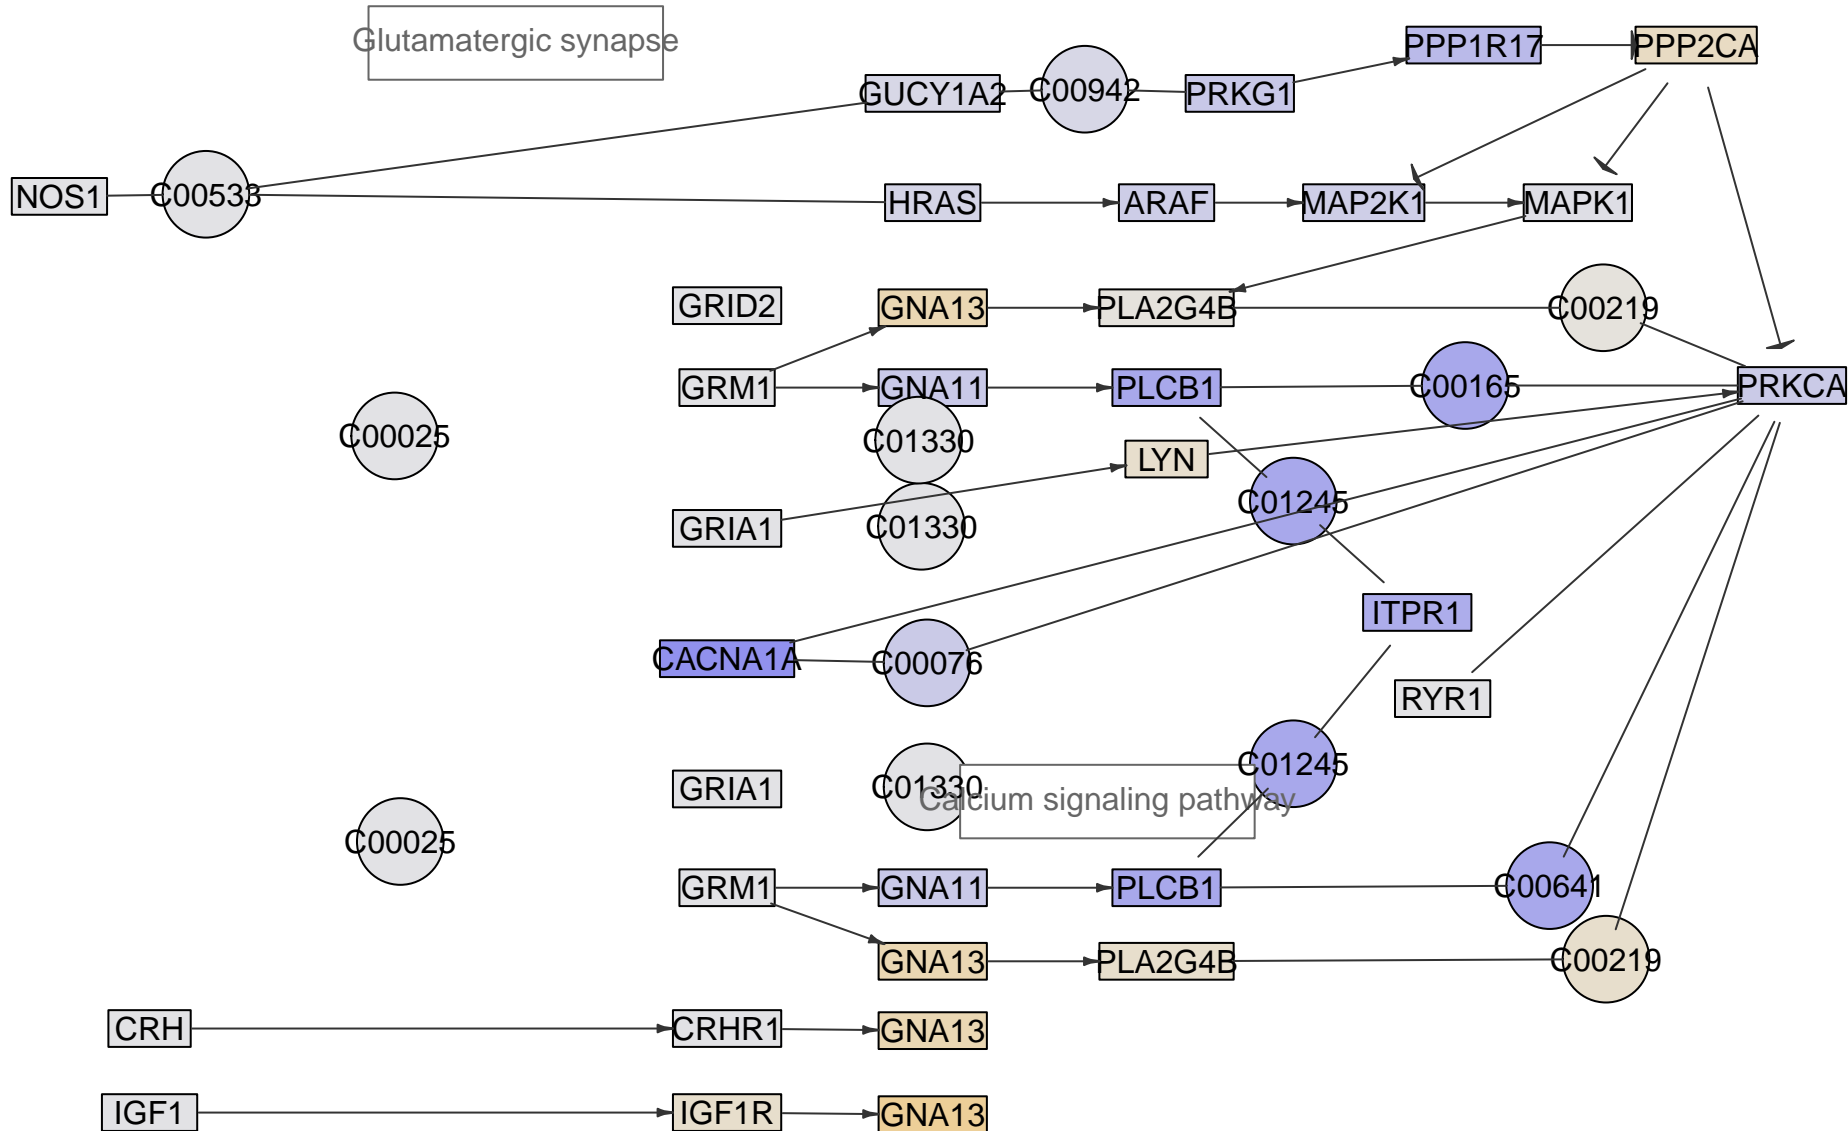 Glutamatergic synapse
PPP1R17
PPP2CA
GUCY1A2
C00942
PRKG1
NOS1
C00533
HRAS
ARAF
MAP2K1
MAPK1
GRID2
GNA13
PLA2G4B
C00219
GRM1
GNA11
PLCB1
C00165
PRKCA
C00025
C01330
LYN
C01245
GRIA1
C01330
ITPR1
CACNA1A
C00076
RYR1
C01245
GRIA1
C01330
Calcium signaling pathway
C00025
GRM1
GNA11
PLCB1
C00641
GNA13
PLA2G4B
C00219
CRH
CRHR1
GNA13
IGF1
IGF1R
GNA13